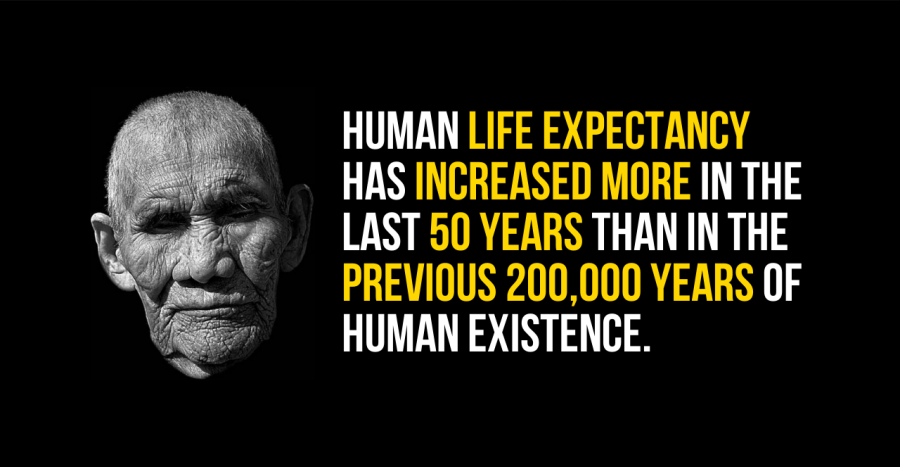 HUMAN LIFE EXPECTANCY
HAS INCREASED MORE IN THE
LAST 50 YEARS THAN IN THE
PREVIOUS 200,000 YEARS OF
HUMAN EXISTENCE.